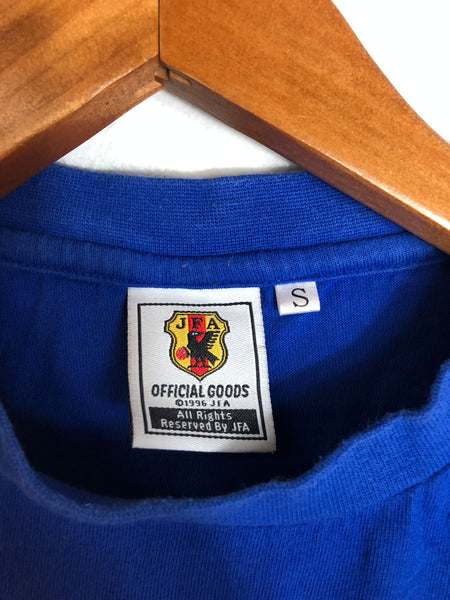 JFA
S
OFFICIAL GOODS
©1996 JFA
All Rights
Reserved By JFA